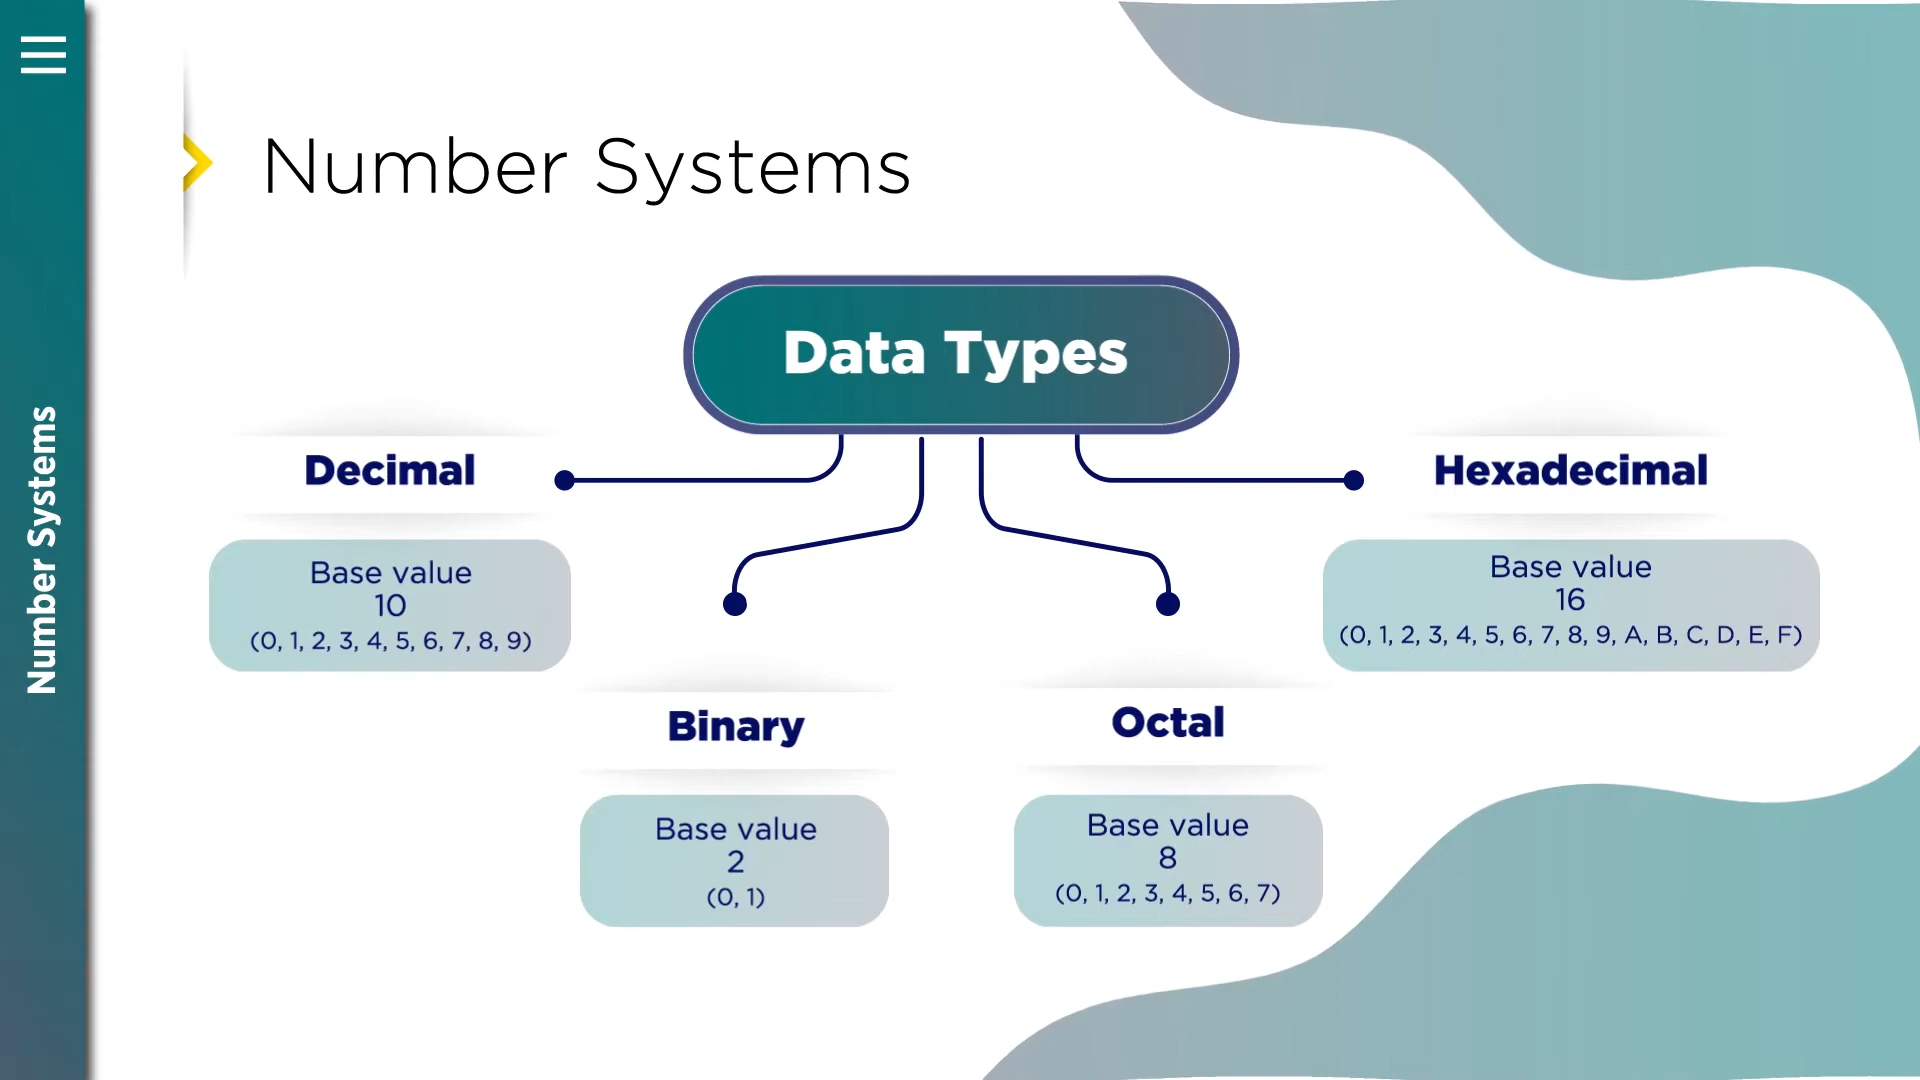 Number Systems
Number Systems
Data Types
Decimal
Base value
10
(0, 1, 2, 3, 4, 5, 6, 7, 8, 9)
Binary
Base value
2
(0, 1)
Octal
Base value
8
(0, 1, 2, 3, 4, 5, 6, 7)
Hexadecimal
Base value
16
(0, 1, 2, 3, 4, 5, 6, 7, 8, 9, A, B, C, D, E, F)